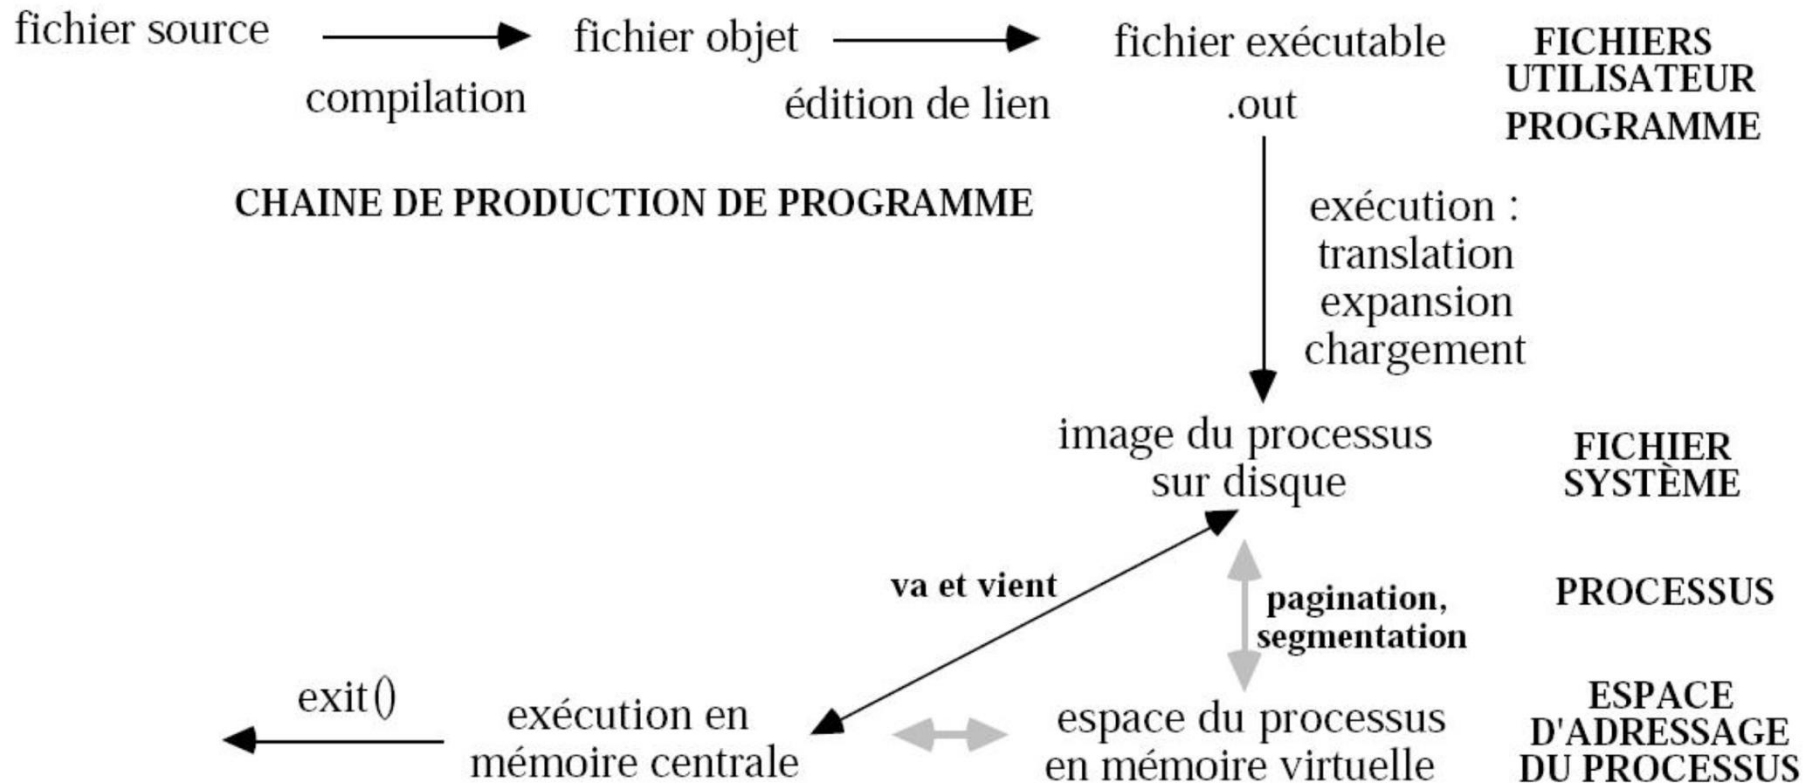 fichier source
fichier objet
fichier exécutable
.out
FICHIERS
UTILISATEUR
PROGRAMME
compilation
édition de lien
CHAINE DE PRODUCTION DE PROGRAMME
exécution :
translation
expansion
chargement
image du processus
sur disque
FICHIER
SYSTÈME
va et vient
pagination,
segmentation
PROCESSUS
exit()
exécution en
mémoire centrale
espace du processus
en mémoire virtuelle
ESPACE
D'ADRESSAGE
DU PROCESSUS